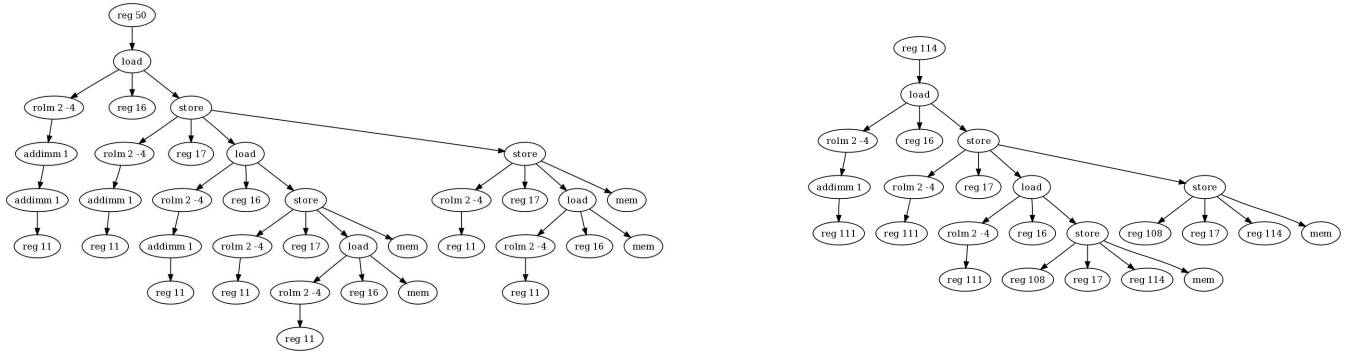 reg 50
load
rolm 2 -4 reg 16 store
addimm 1 rolm 2 -4 reg 17 load store
addimm 1 addimm 1 rolm 2 -4 reg 16 store rolm 2 -4 reg 17 load mem
reg 11 reg 11 addimm 1 rolm 2 -4 reg 17 load mem reg 11 rolm 2 -4 reg 16 mem
reg 11 reg 11 rolm 2 -4 reg 16 mem reg 11
reg 11
reg 114
load
rolm 2 -4 reg 16 store
addimm 1 rolm 2 -4 reg 17 load store
reg 111 reg 111 rolm 2 -4 reg 16 store reg 108 reg 17 reg 114 mem
reg 111 reg 108 reg 17 reg 114 mem